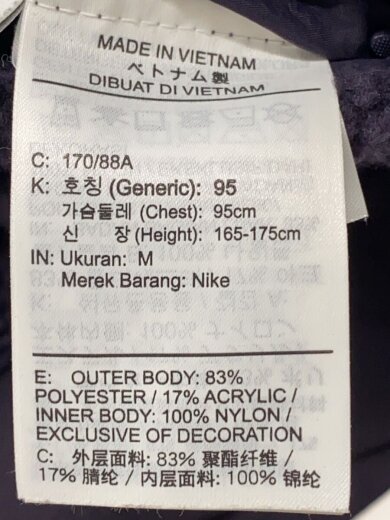 MADE IN VIETNAM
ベトナム製
DIBUAT DI VIETNAM
C: 170/88A
K: 호칭 (Generic): 95
가슴둘레 (Chest): 95cm
신 장 (Height): 165-175cm
IN: Ukuran: M
Merek Barang: Nike
E: OUTER BODY: 83%
POLYESTER / 17% ACRYLIC /
INNER BODY: 100% NYLON /
EXCLUSIVE OF DECORATION
C: 外层面料: 83% 聚酯纤维 /
17% 腈纶 / 内层面料: 100% 锦纶